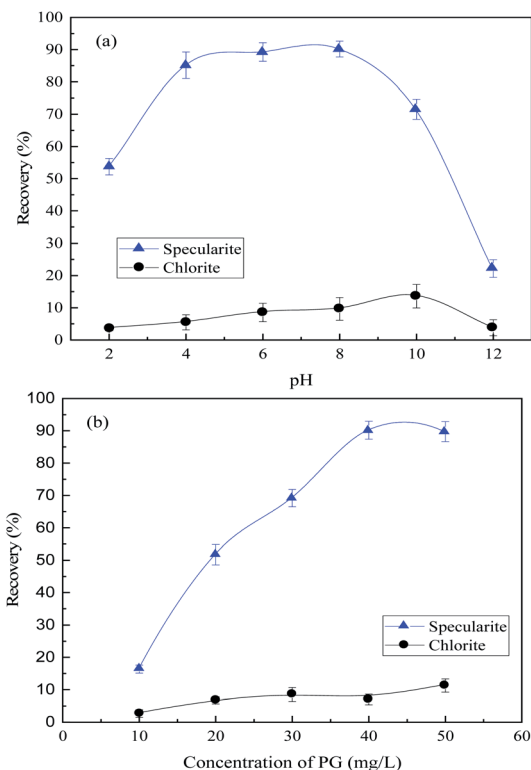 (a)
100
90
80
70
60
50
40
30
20
10
0
Recovery (%)
Specularite
Chlorite
2 4 6 8 10 12
pH
(b)
100
90
80
70
60
50
40
30
20
10
0
Recovery (%)
Specularite
Chlorite
0 10 20 30 40 50 60
Concentration of PG (mg/L)